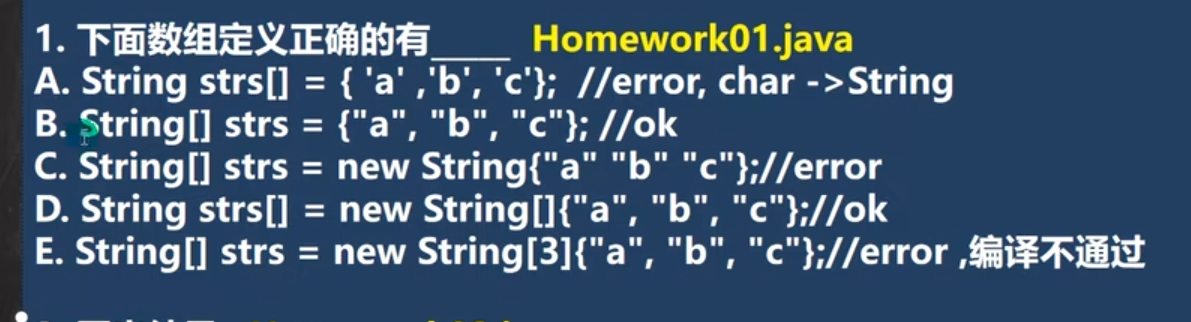 1. 下面数组定义正确的有_____ Homework01.java
A. String strs[] = { 'a' ,'b', 'c'}; //error, char ->String
B. String[] strs = {"a", "b", "c"}; //ok
C. String[] strs = new String{"a" "b" "c"};//error
D. String strs[] = new String[]{"a", "b", "c"};//ok
E. String[] strs = new String[3]{"a", "b", "c"};//error ,编译不通过